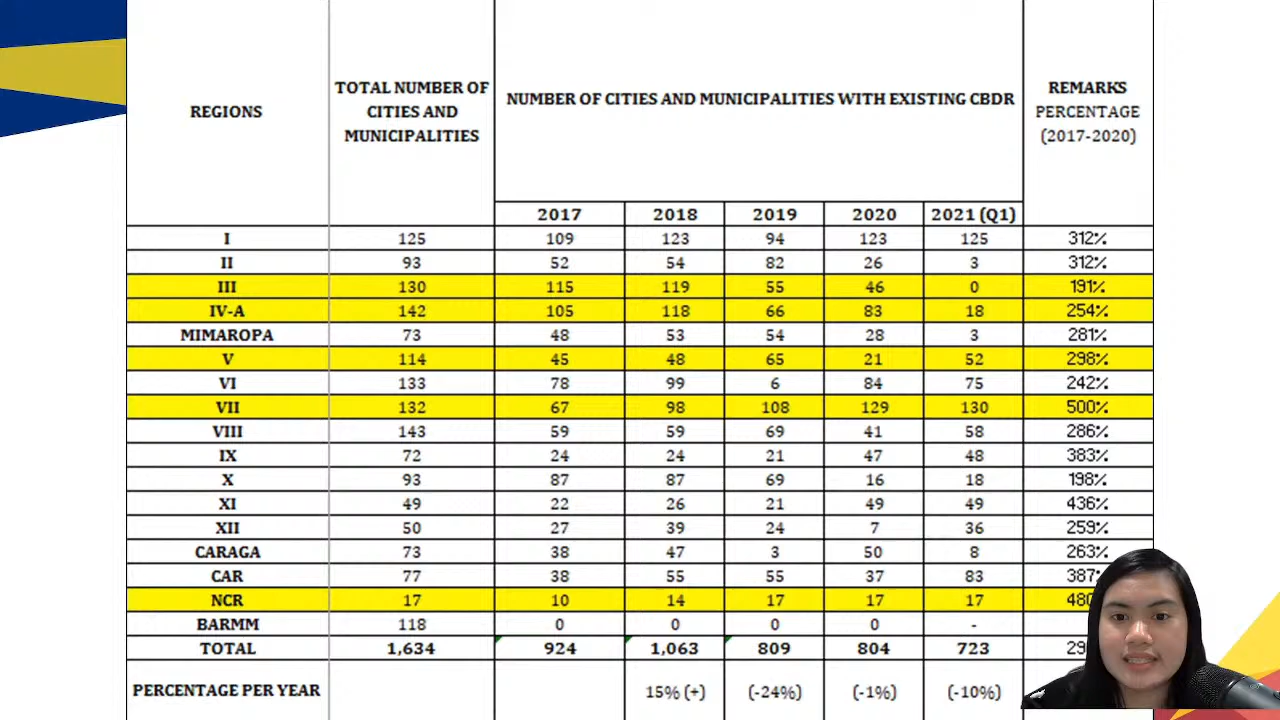 REGIONS
TOTAL NUMBER OF CITIES AND MUNICIPALITIES
NUMBER OF CITIES AND MUNICIPALITIES WITH EXISTING CBDR
REMARKS PERCENTAGE (2017-2020)
2017 2018 2019 2020 2021 (Q1)
I 125 109 123 94 123 125 312%
II 93 52 54 82 26 3 312%
III 130 115 119 55 46 0 191%
IV-A 142 105 118 66 83 18 254%
MIMAROPA 73 48 53 54 28 3 281%
V 114 45 48 65 21 52 298%
VI 133 78 99 6 84 75 242%
VII 132 67 98 108 129 130 500%
VIII 143 59 59 69 41 58 286%
IX 72 24 24 21 47 48 383%
X 93 87 87 69 16 18 198%
XI 49 22 26 21 49 49 436%
XII 50 27 39 24 7 36 259%
CARAGA 73 38 47 3 50 8 263%
CAR 77 38 55 55 37 83 387%
NCR 17 10 14 17 17 17
BARMM 118 0 0 0 0 -
TOTAL 1,634 924 1,063 809 804 723
PERCENTAGE PER YEAR 15% (+) (-24%) (-1%) (-10%)